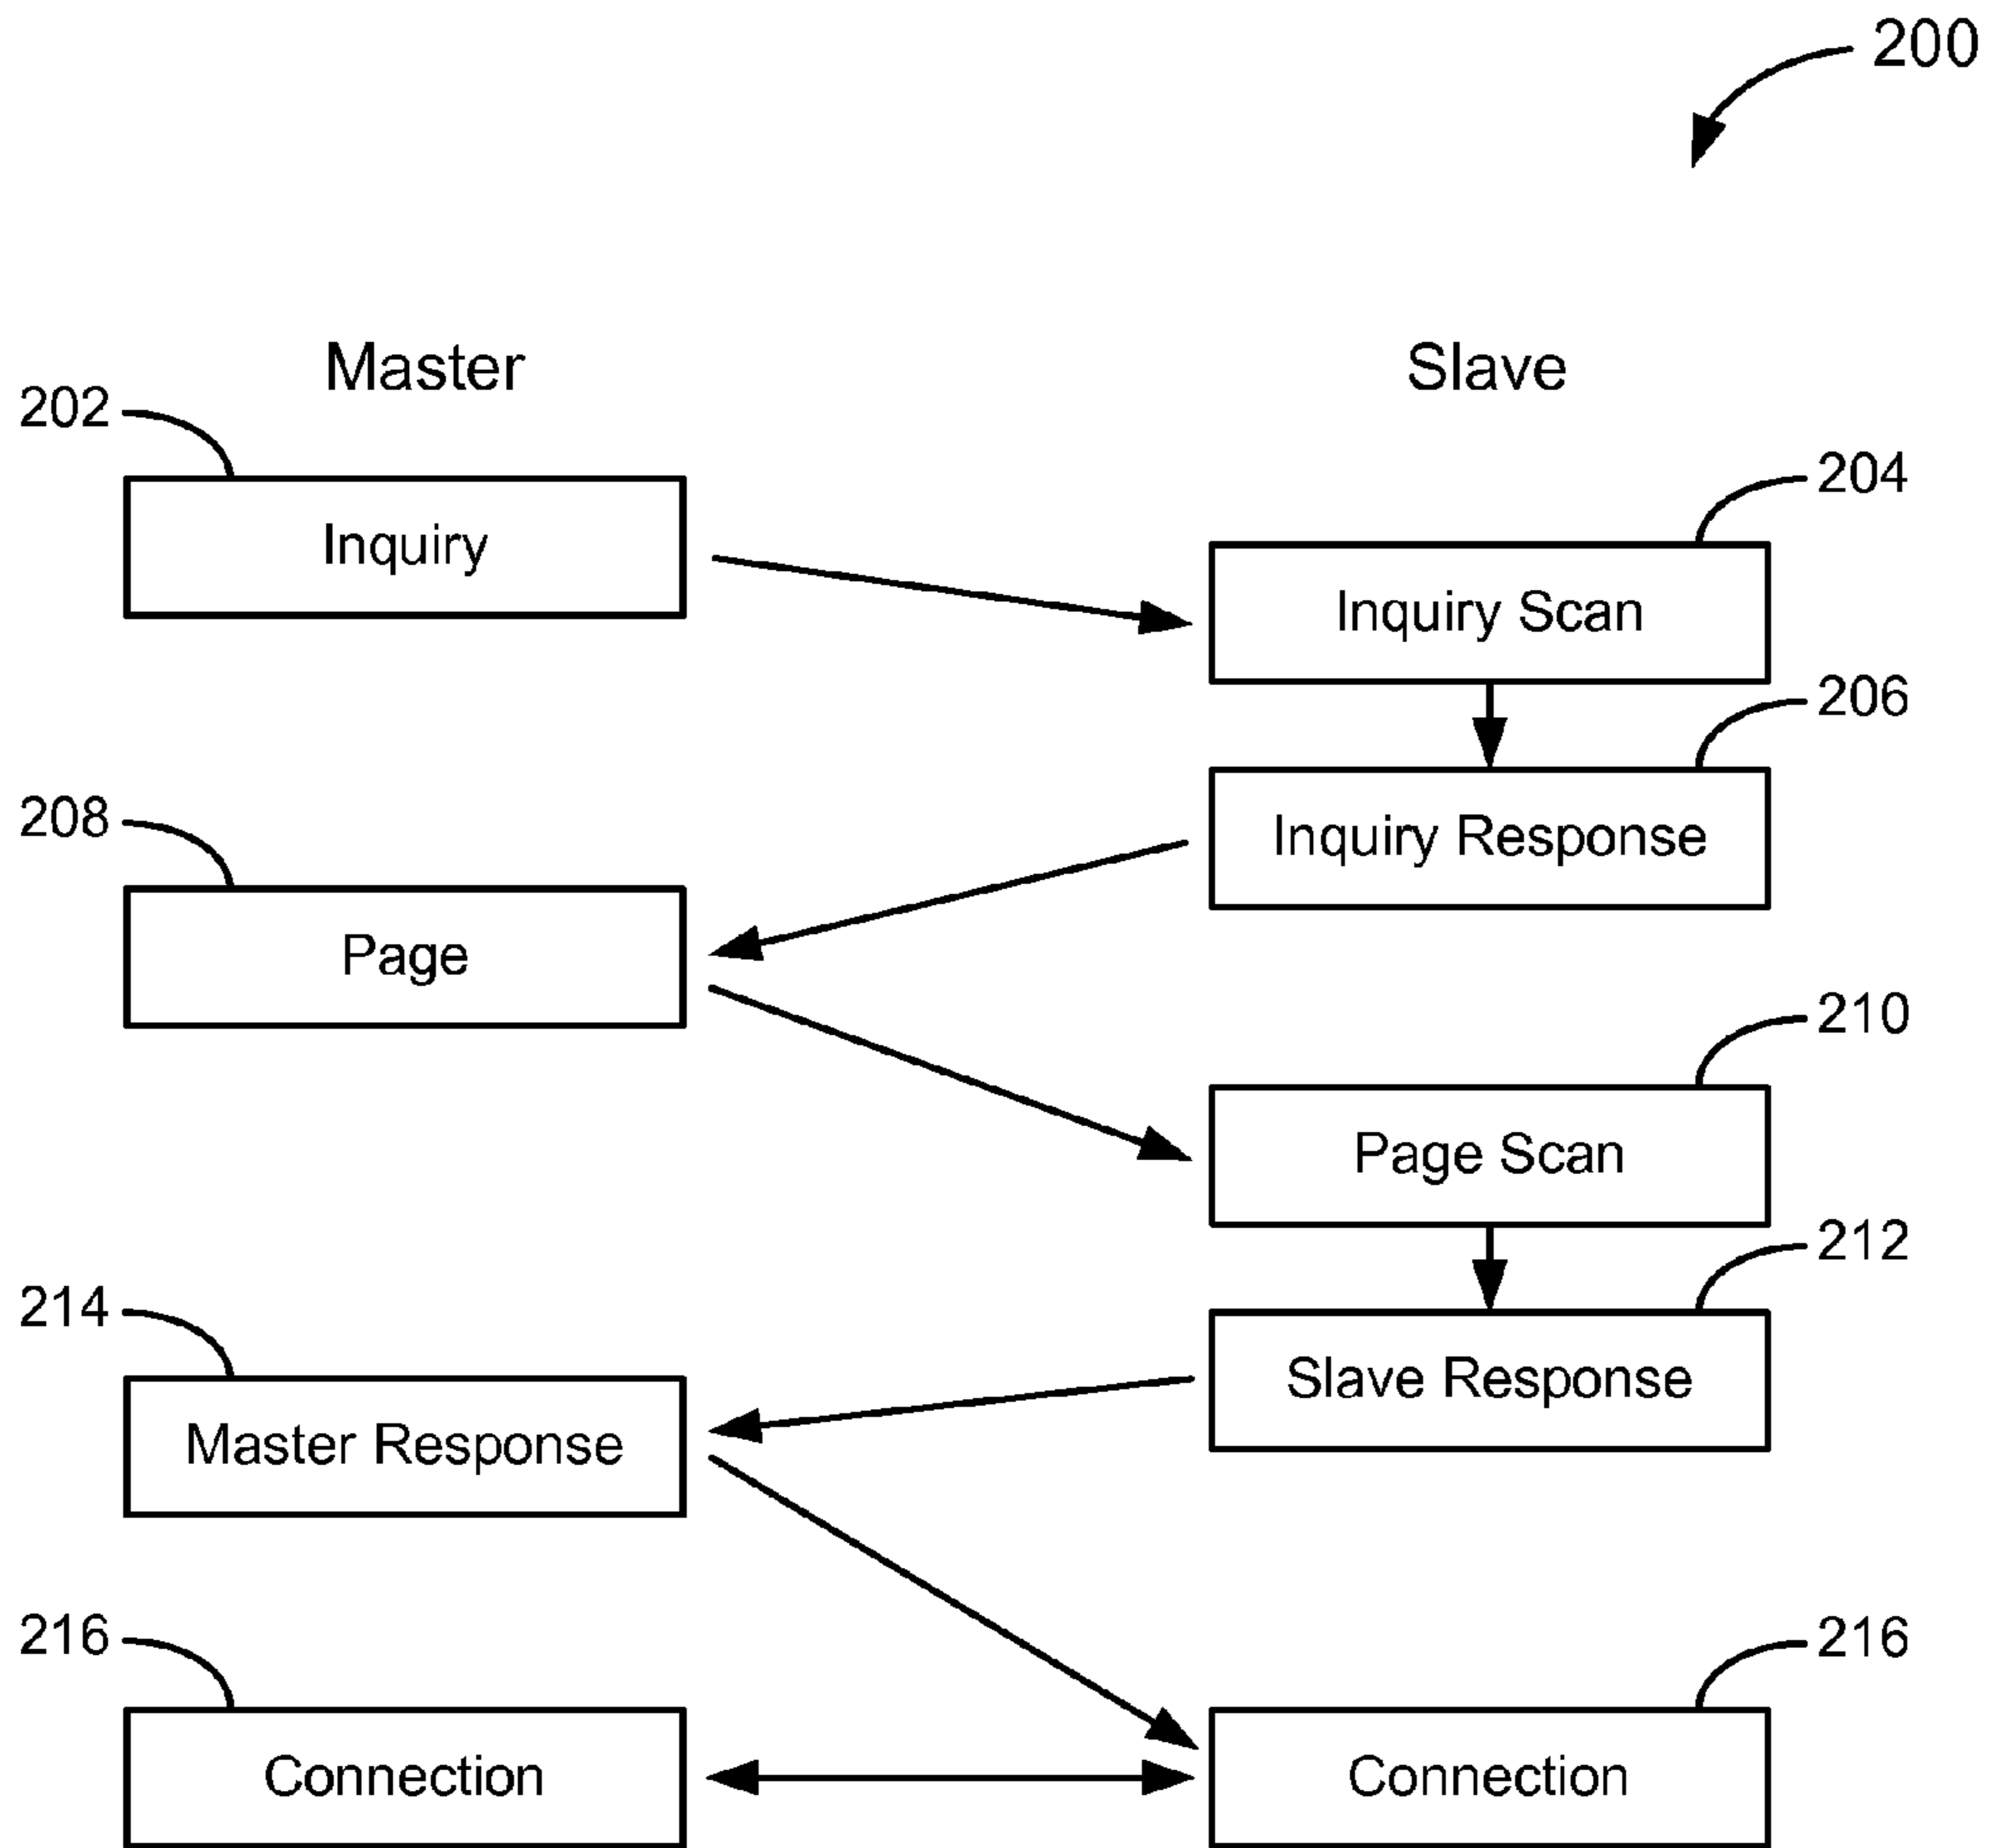 200
Master
Slave
202
204
Inquiry
Inquiry Scan
206
208
Inquiry Response
Page
210
Page Scan
212
214
Slave Response
Master Response
216
216
Connection
Connection